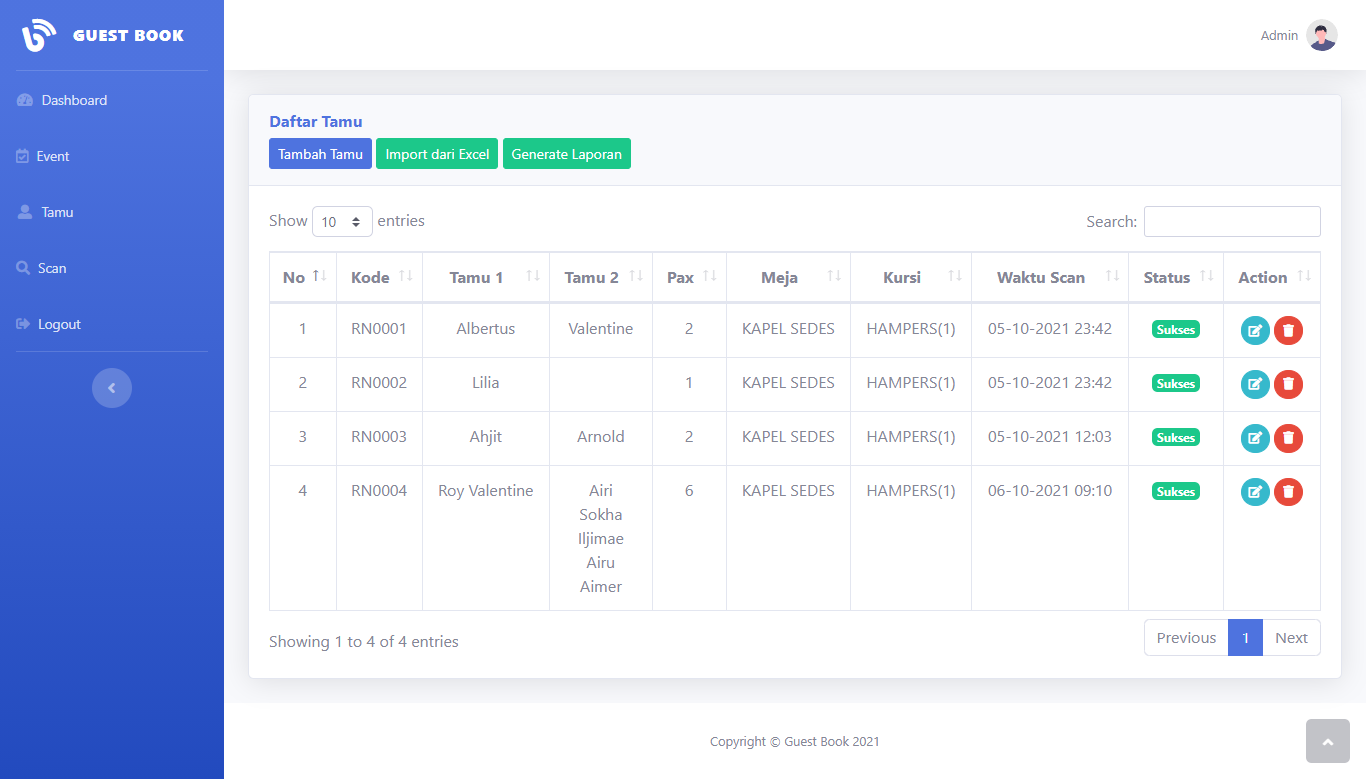 GUEST BOOK
Admin
Dashboard
Event
Tamu
Scan
Logout
Daftar Tamu
Tambah Tamu Import dari Excel Generate Laporan
Show 10 entries Search:
No Kode Tamu 1 Tamu 2 Pax Meja Kursi Waktu Scan Status Action
1 RN0001 Albertus Valentine 2 KAPEL SEDES HAMPERS(1) 05-10-2021 23:42 Sukses
2 RN0002 Lilia 1 KAPEL SEDES HAMPERS(1) 05-10-2021 23:42 Sukses
3 RN0003 Ahjit Arnold 2 KAPEL SEDES HAMPERS(1) 05-10-2021 12:03 Sukses
4 RN0004 Roy Valentine Airi 6 KAPEL SEDES HAMPERS(1) 06-10-2021 09:10 Sukses
Sokha
Iljimae
Airu
Aimer
Showing 1 to 4 of 4 entries Previous 1 Next
Copyright © Guest Book 2021